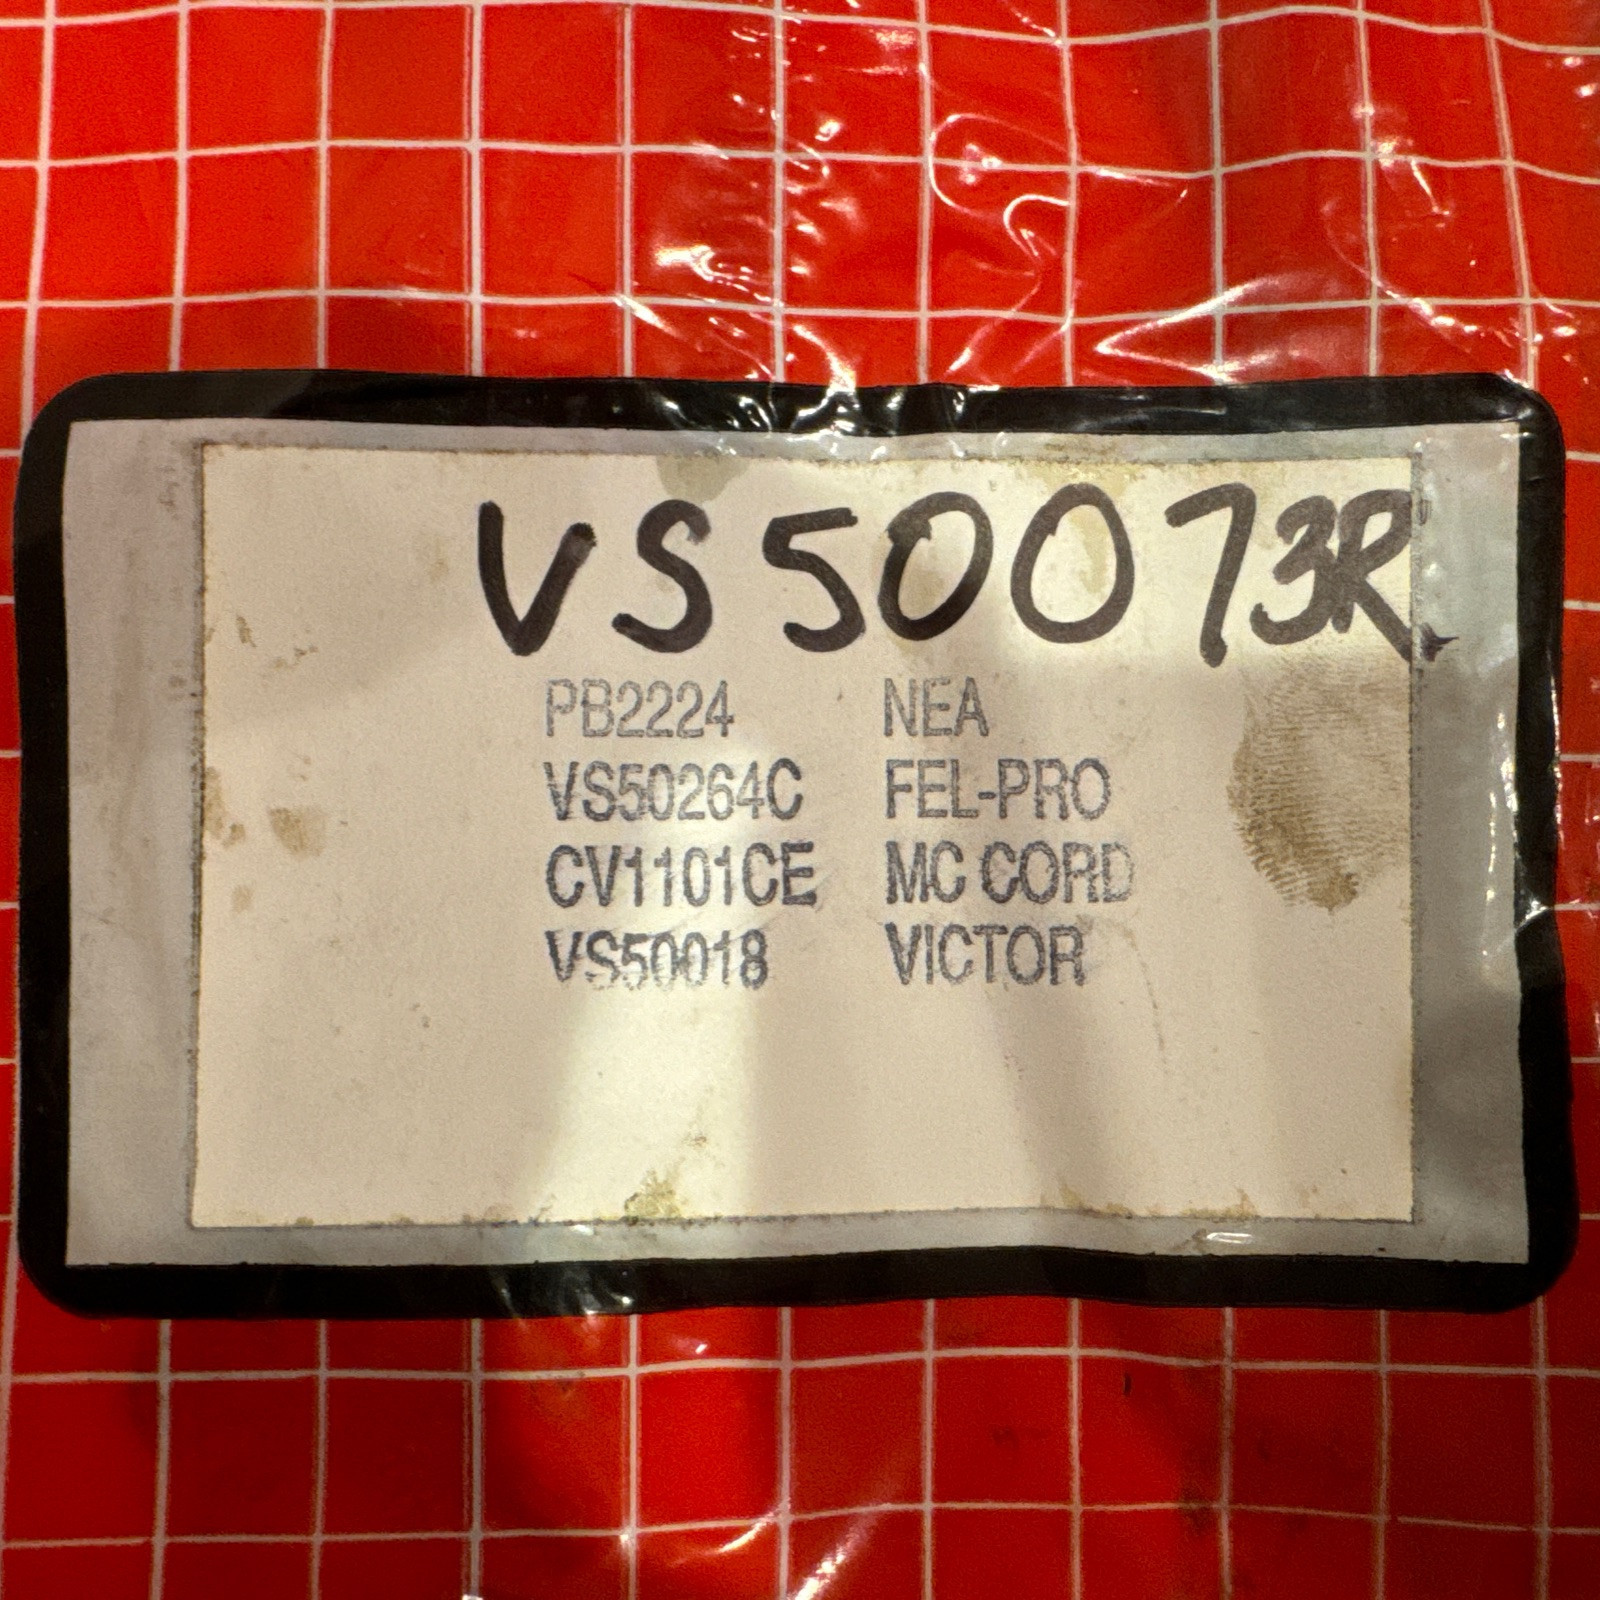 VS50073R
PB2224 NEA
VS50264C FEL-PRO
CV1101CE MC CORD
VS50018 VICTOR